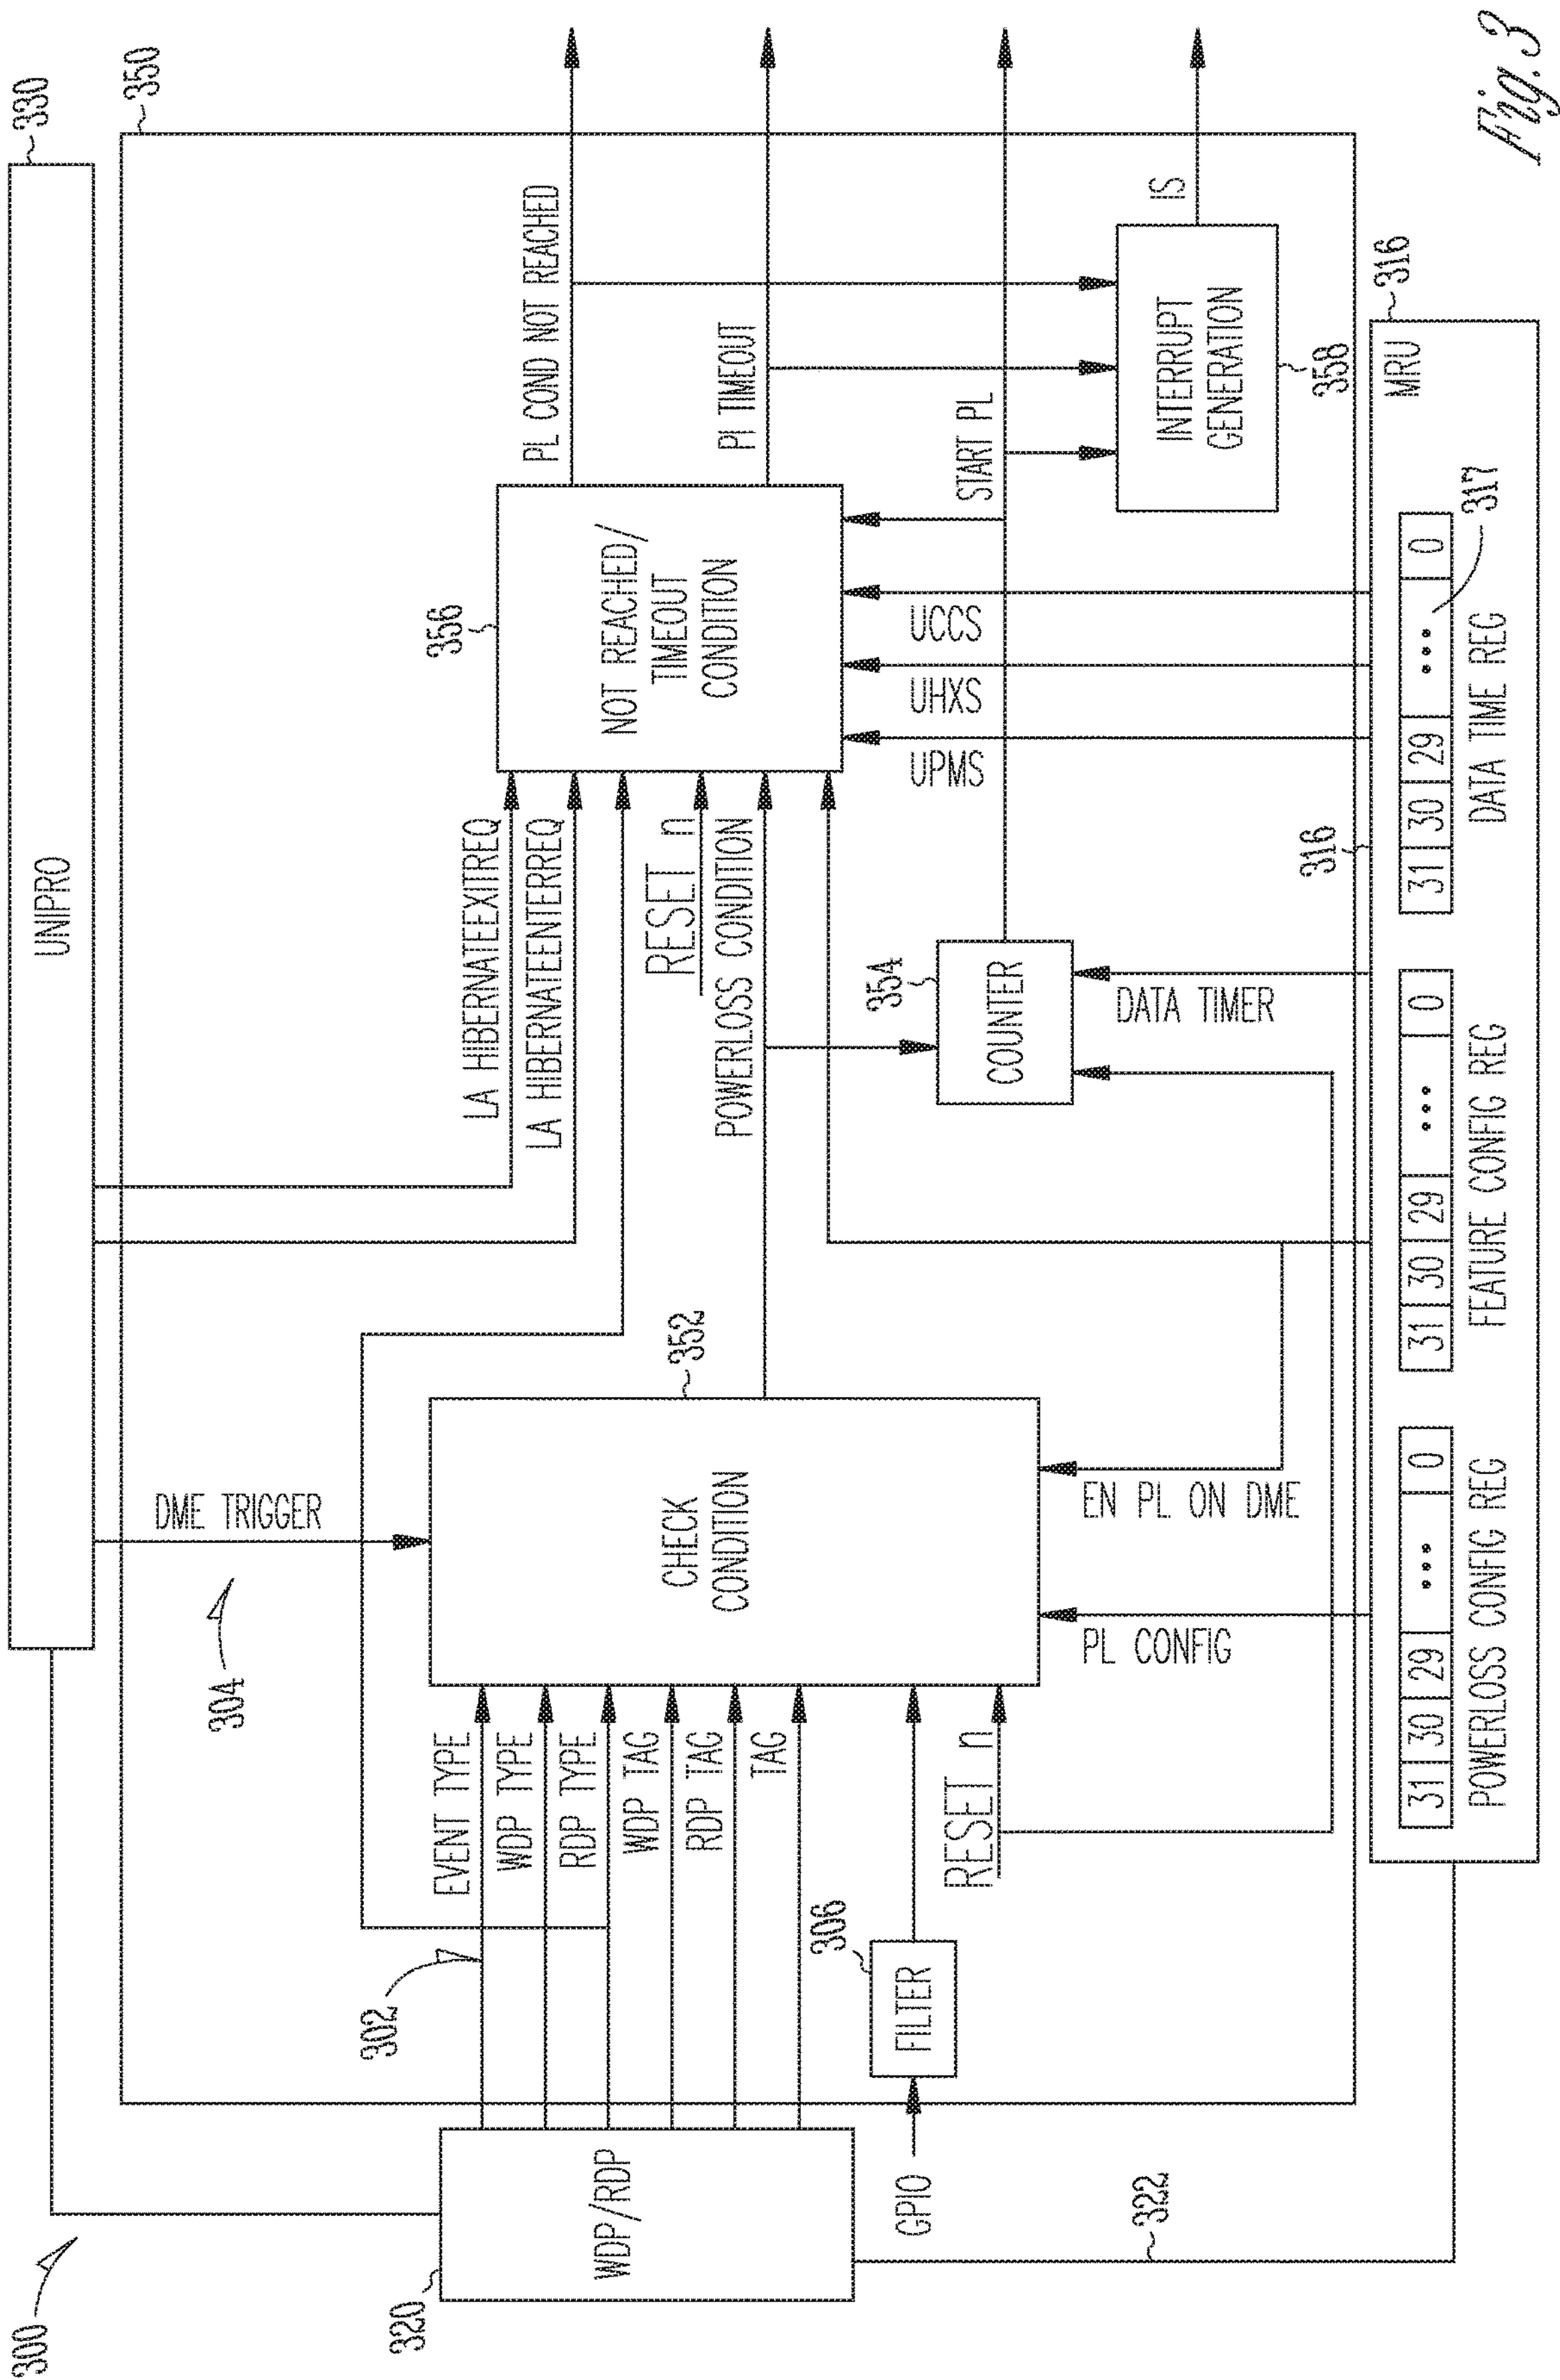 300
UNIPRO
330
350
304
DME TRIGGER
LA HIBERNATEEXITREQ
LA HIBERNATEENTERREQ
RESET n
POWERLOSS CONDITION
356
NOT REACHED/
TIMEOUT
CONDITION
PL COND NOT REACHED
PI TIMEOUT
320
WDP/RDP
302
EVENT TYPE
WDP TYPE
RDP TYPE
WDP TAG
RDP TAG
TAG
352
CHECK
CONDITION
GPIO
FILTER
306
RESET n
PL CONFIG
EN PL ON DME
354
COUNTER
DATA TIMER
UPMS
UHXS
UCCS
START PL
INTERRUPT
GENERATION
358
IS
322
316
316
MRU
31 30 29 ... 0
POWERLOSS CONFIG REG
31 30 29 ... 0
FEATURE CONFIG REG
31 30 29 ... 0
DATA TIME REG
317
Fig. 3